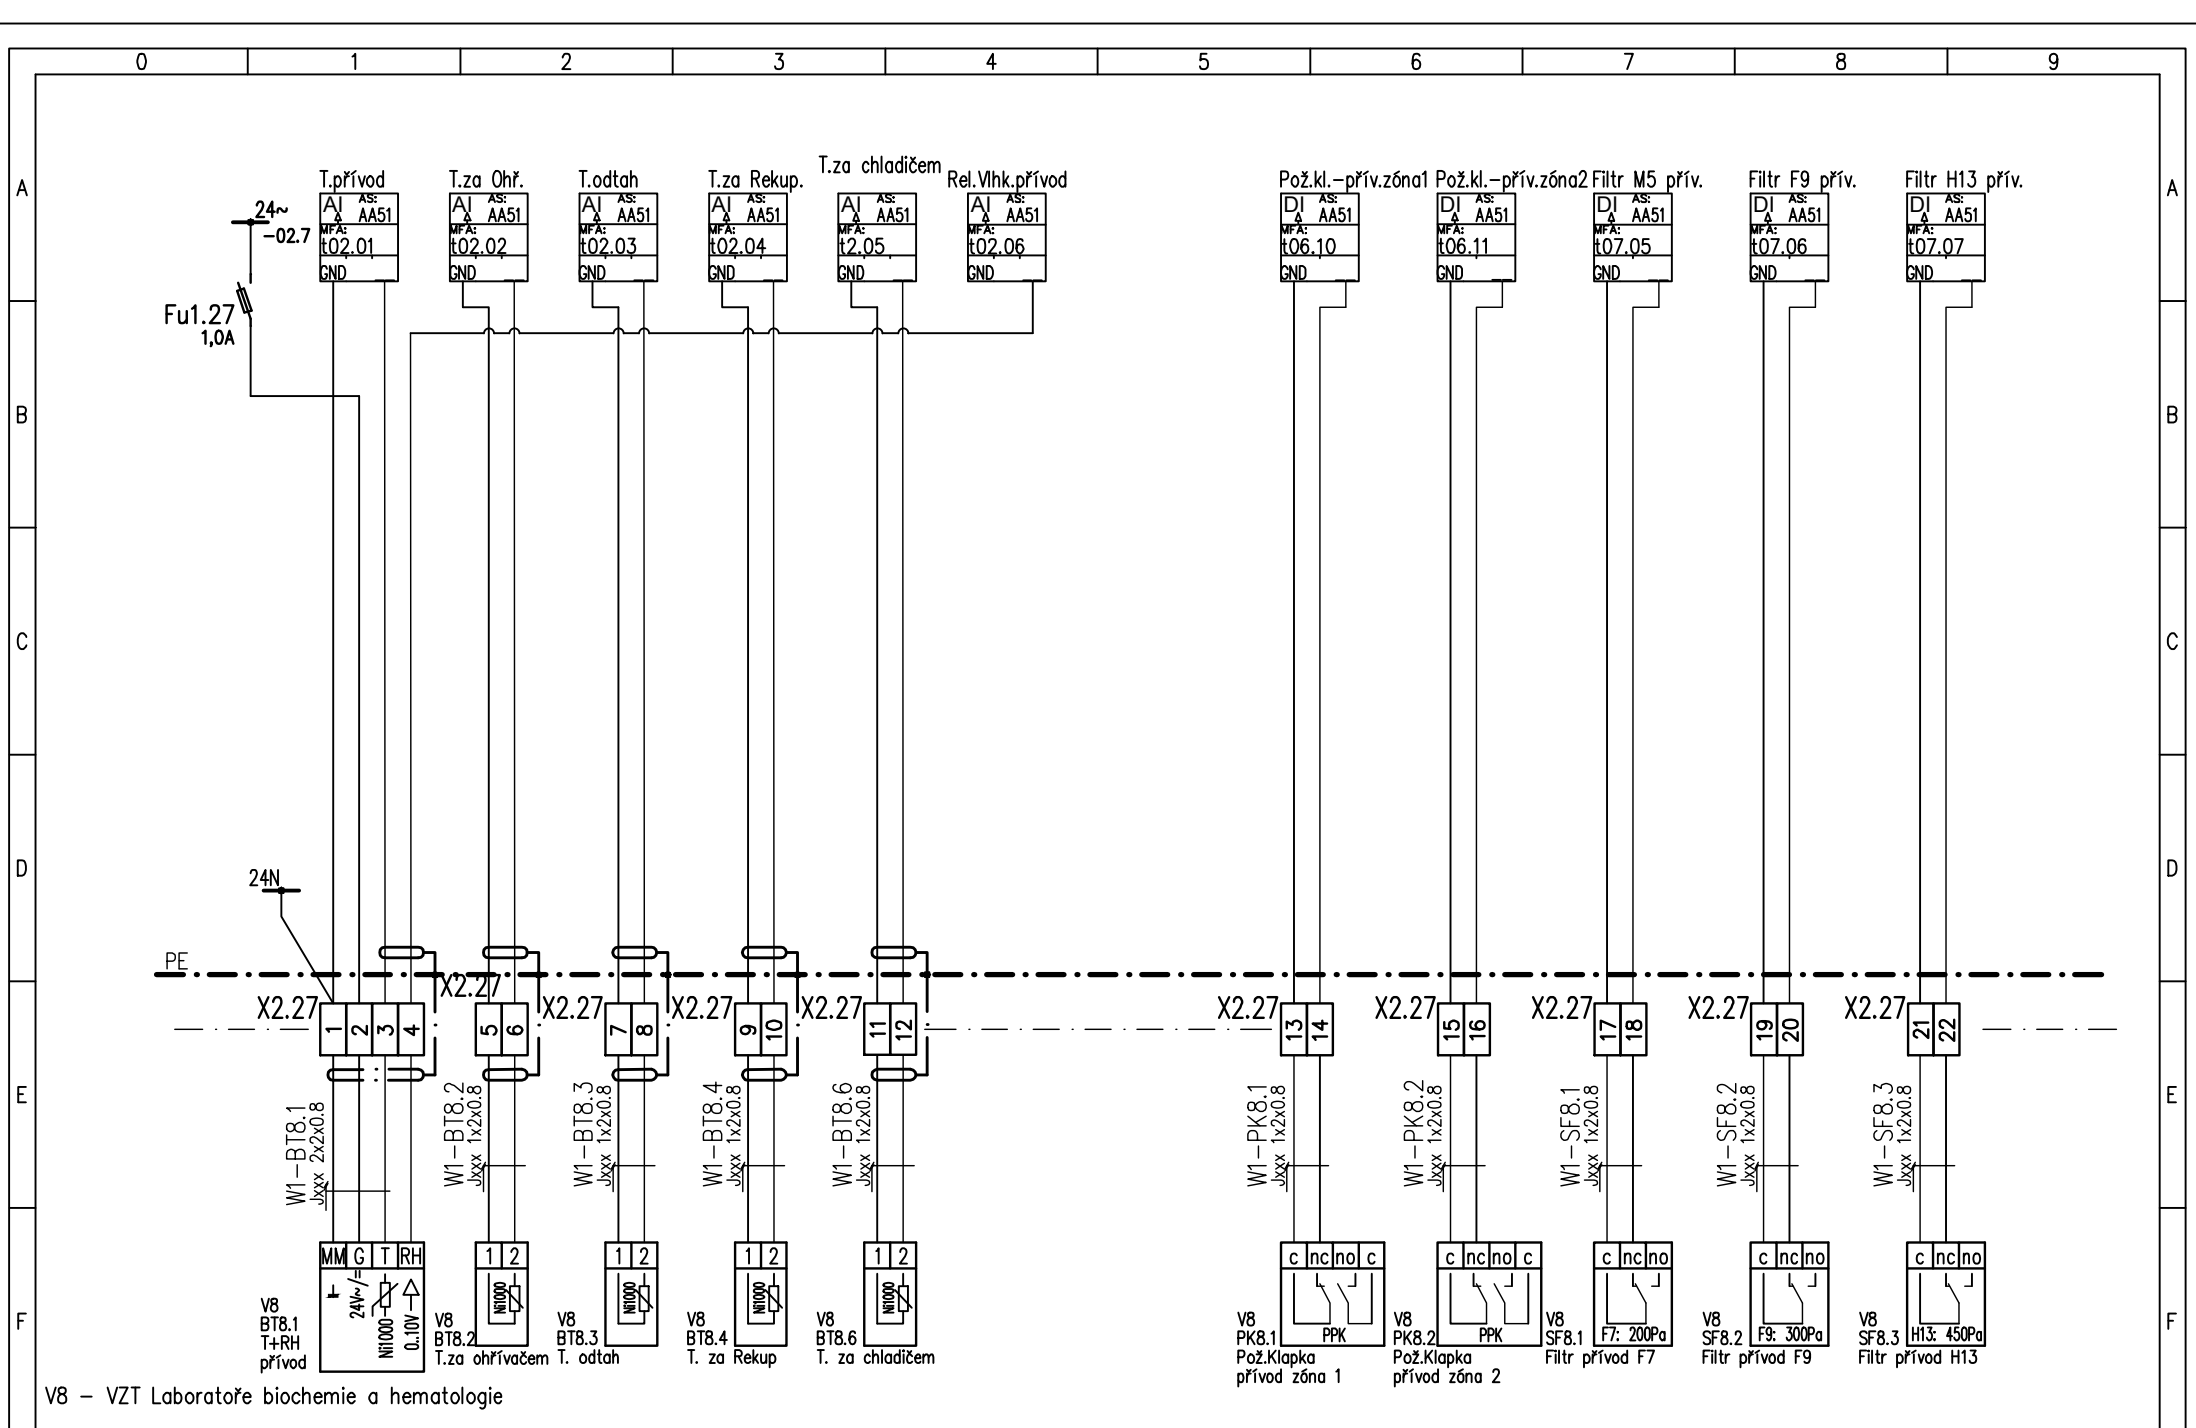 0 1 2 3 4 5 6 7 8 9
A
A
B
B
C
C
D
D
E
E
F
F
24~
-02.7
Fu1.27
1,0A
T.přívod
AI AS: AA51
MFA:
t02.01
GND
T.za Ohř.
AI AS: AA51
MFA:
t02.02
GND
T.odtah
AI AS: AA51
MFA:
t02.03
GND
T.za Rekup.
AI AS: AA51
MFA:
t02.04
GND
T.za chladičem
AI AS: AA51
MFA:
t2.05
GND
Rel.Vlhk.přívod
AI AS: AA51
MFA:
t02.06
GND
Pož.kl.-přív.zóna1
DI AS: AA51
MFA:
t06.10
GND
Pož.kl.-přív.zóna2
DI AS: AA51
MFA:
t06.11
GND
Filtr M5 přív.
DI AS: AA51
MFA:
t07.05
GND
Filtr F9 přív.
DI AS: AA51
MFA:
t07.06
GND
Filtr H13 přív.
DI AS: AA51
MFA:
t07.07
GND
24N
PE
X2.27 1 2 3 4
X2.27 5 6
X2.27 7 8
X2.27 9 10
X2.27 11 12
X2.27 13 14
X2.27 15 16
X2.27 17 18
X2.27 19 20
X2.27 21 22
W1-BT8.1
Jxxx 2x2x0.8
W1-BT8.2
Jxxx 1x2x0.8
W1-BT8.3
Jxxx 1x2x0.8
W1-BT8.4
Jxxx 1x2x0.8
W1-BT8.6
Jxxx 1x2x0.8
W1-PK8.1
Jxxx 1x2x0.8
W1-PK8.2
Jxxx 1x2x0.8
W1-SF8.1
Jxxx 1x2x0.8
W1-SF8.2
Jxxx 1x2x0.8
W1-SF8.3
Jxxx 1x2x0.8
MM G T RH
24V~/=
Ni1000
0..10V
V8
BT8.1
T+RH
přívod
1 2
Ni1000
V8
BT8.2
T.za ohřívačem
1 2
Ni1000
V8
BT8.3
T. odtah
1 2
Ni1000
V8
BT8.4
T. za Rekup
1 2
Ni1000
V8
BT8.6
T. za chladičem
c nc no c
PPK
V8
PK8.1
Pož.Klapka
přívod zóna 1
c nc no c
PPK
V8
PK8.2
Pož.Klapka
přívod zóna 2
c nc no
F7: 200Pa
V8
SF8.1
Filtr přívod F7
c nc no
F9: 300Pa
V8
SF8.2
Filtr přívod F9
c nc no
H13: 450Pa
V8
SF8.3
Filtr přívod H13
V8 - VZT Laboratoře biochemie a hematologie